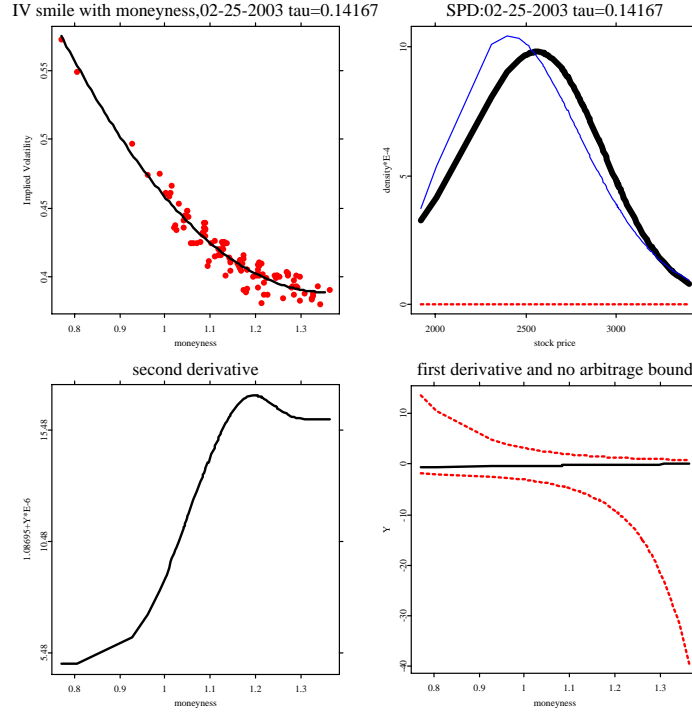 IV smile with moneyness,02-25-2003 tau=0.14167
0.55
0.5
0.45
0.4
Implied Volatility
0.8 0.9 1 1.1 1.2 1.3
moneyness
SPD:02-25-2003 tau=0.14167
10
5
0
density*E-4
2000 2500 3000
stock price
second derivative
15.48
10.48
5.48
1.08695+Y*E-6
0.8 0.9 1 1.1 1.2 1.3
moneyness
first derivative and no arbitrage bound
10
0
-10
-20
-30
-40
Y
0.8 0.9 1 1.1 1.2 1.3
moneyness